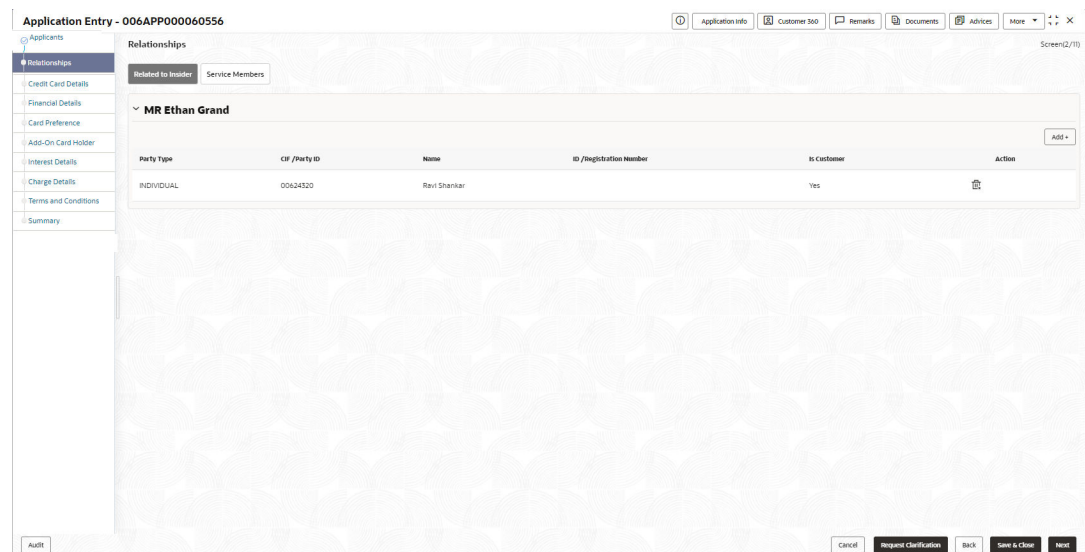 Application Entry - 006APP000060556
Application Info Customer 360 Remarks Documents Advices More
Applicants
Relationships
Credit Card Details
Financial Details
Card Preference
Add-On Card Holder
Interest Details
Charge Details
Terms and Conditions
Summary
Relationships Screen(2/11)
Related to Insider Service Members
MR Ethan Grand
Add +
Party Type CIF /Party ID Name ID /Registration Number Is Customer Action
INDIVIDUAL 00624320 Ravi Shankar Yes
Audit Cancel Request Clarification Back Save & Close Next